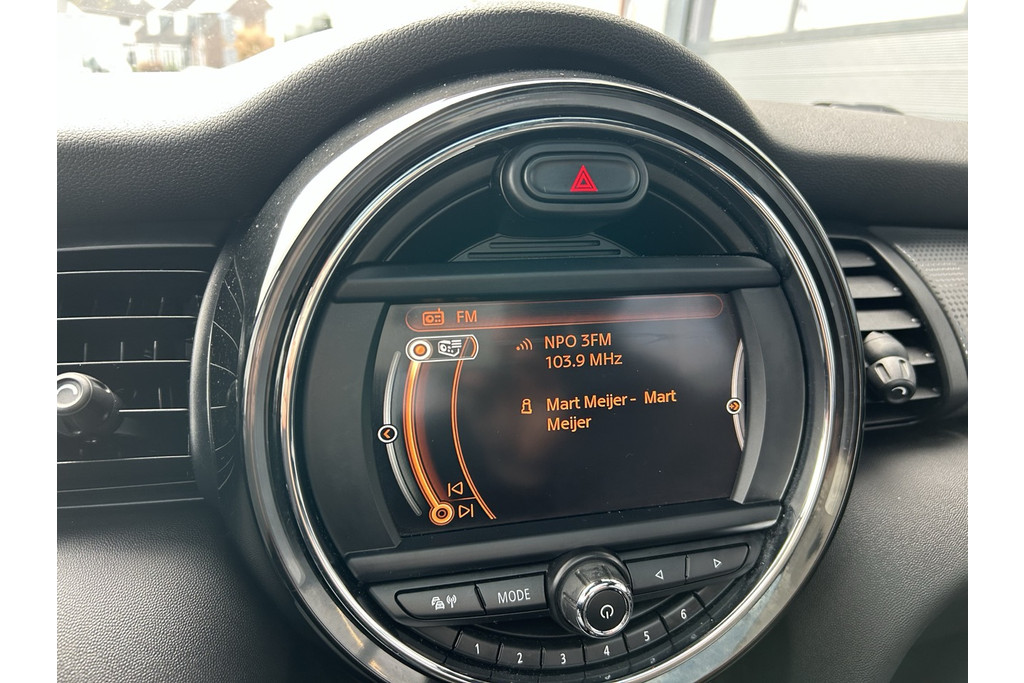 FM
NPO 3FM
103.9 MHz
Mart Meijer - Mart
Meijer
MODE
1 2 3 4 5 6